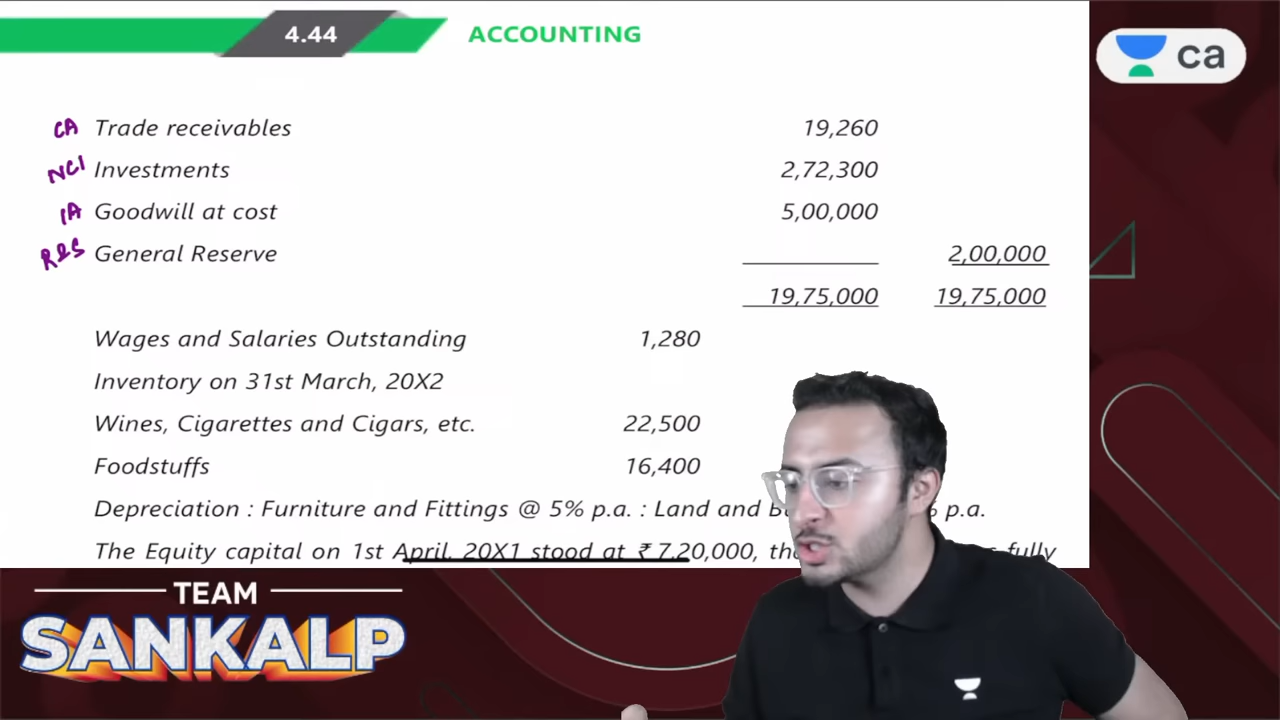 4.44 ACCOUNTING
ca
CA Trade receivables 19,260
NCI Investments 2,72,300
IA Goodwill at cost 5,00,000
R&S General Reserve 2,00,000
19,75,000 19,75,000
Wages and Salaries Outstanding 1,280
Inventory on 31st March, 20X2
Wines, Cigarettes and Cigars, etc. 22,500
Foodstuffs 16,400
Depreciation : Furniture and Fittings @ 5% p.a. : Land and p.a.
The Equity capital on 1st April, 20X1 stood at ₹ 7,20,000, fully
TEAM
SANKALP